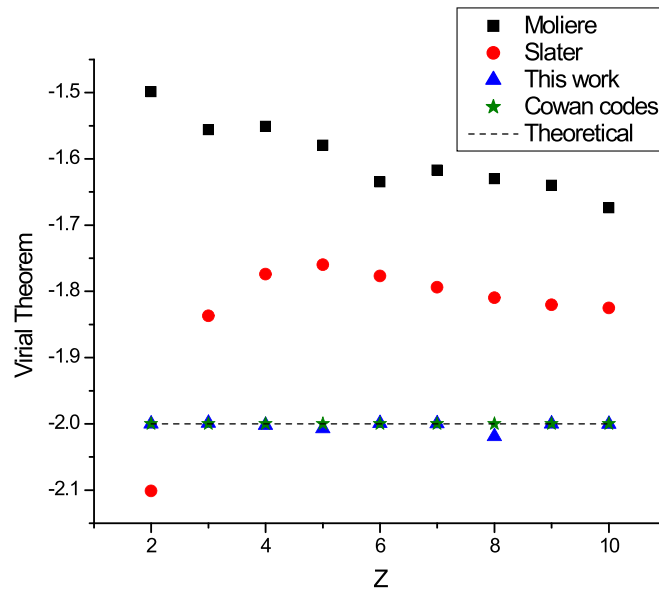 Moliere
Slater
This work
Cowan codes
Theoretical
-1.5
-1.6
-1.7
-1.8
-1.9
-2.0
-2.1
Virial Theorem
2
4
6
8
10
Z